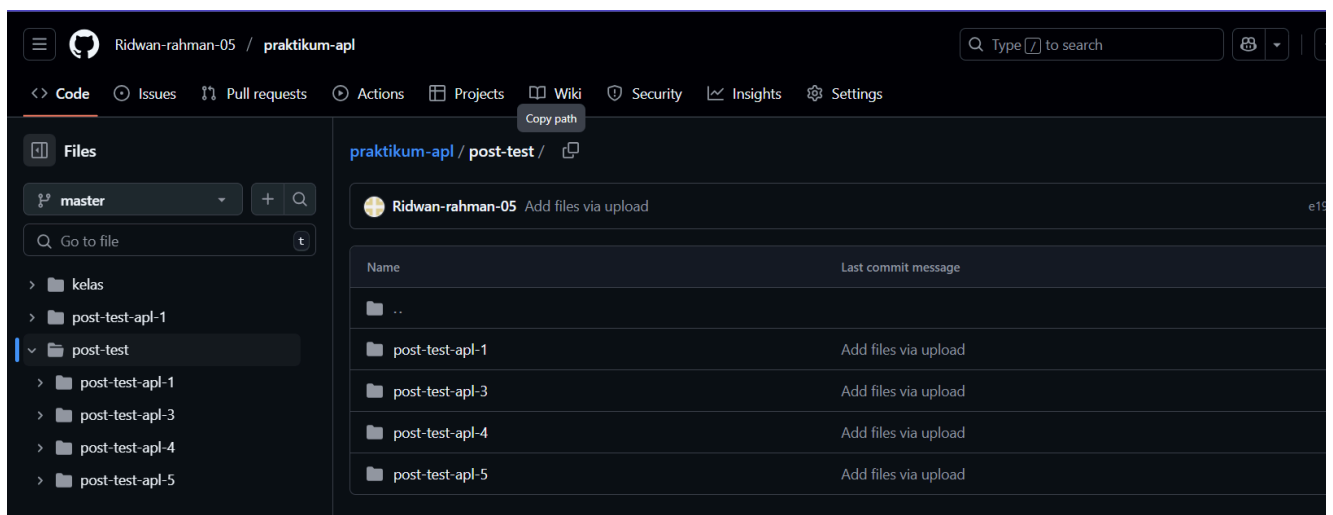 Ridwan-rahman-05 / praktikum-apl
Type / to search
Code Issues Pull requests Actions Projects Wiki Security Insights Settings
Copy path
Files
praktikum-apl / post-test /
master
Ridwan-rahman-05 Add files via upload e19
Go to file t
Name Last commit message
kelas
..
post-test-apl-1
post-test-apl-1 Add files via upload
post-test
post-test-apl-1
post-test-apl-3 Add files via upload
post-test-apl-3
post-test-apl-4 Add files via upload
post-test-apl-4
post-test-apl-5 Add files via upload
post-test-apl-5